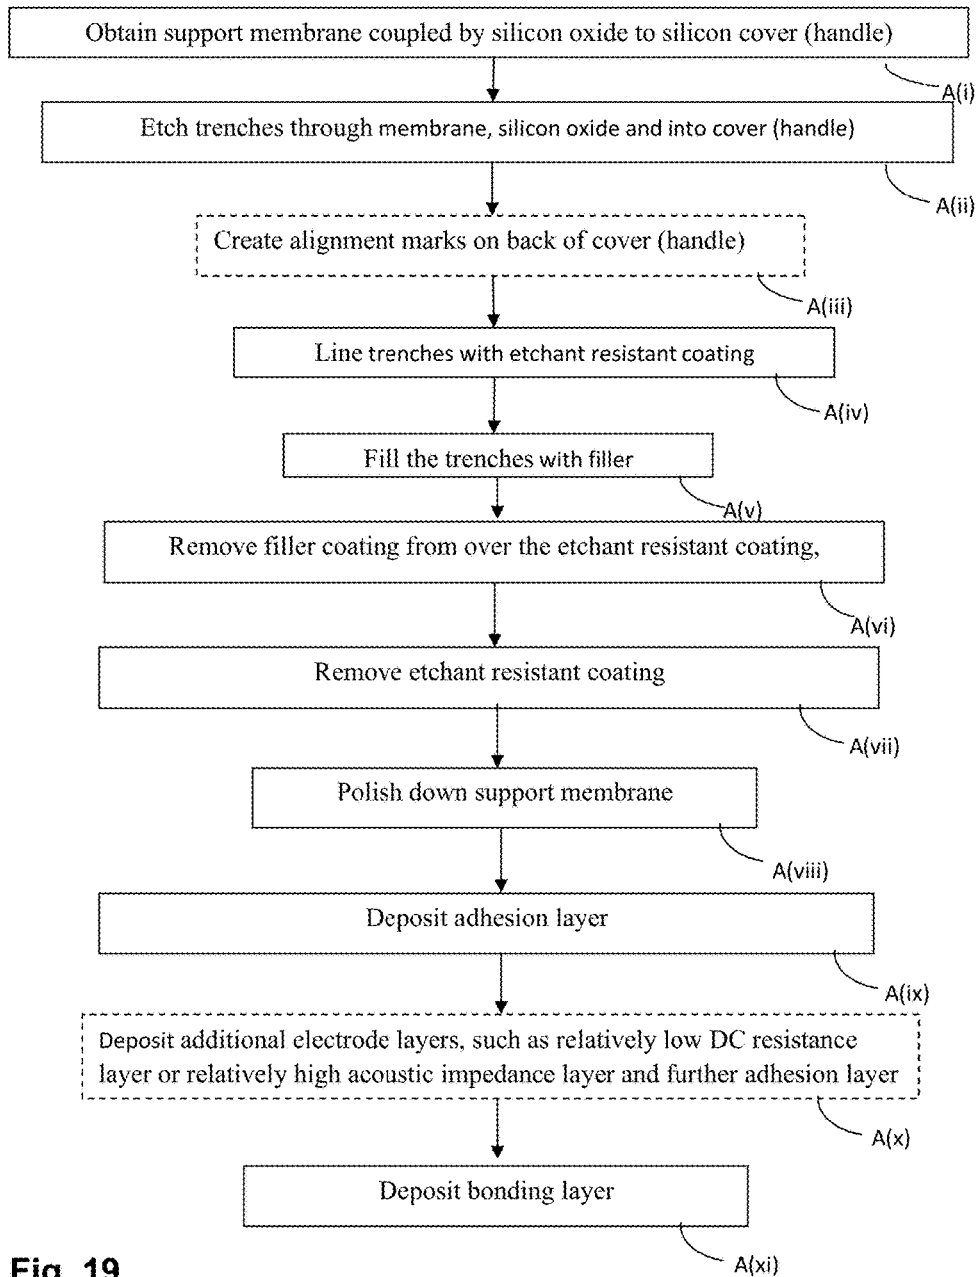 Obtain support membrane coupled by silicon oxide to silicon cover (handle)
A(i)
Etch trenches through membrane, silicon oxide and into cover (handle)
A(ii)
Create alignment marks on back of cover (handle)
A(iii)
Line trenches with etchant resistant coating
A(iv)
Fill the trenches with filler
A(v)
Remove filler coating from over the etchant resistant coating,
A(vi)
Remove etchant resistant coating
A(vii)
Polish down support membrane
A(viii)
Deposit adhesion layer
A(ix)
Deposit additional electrode layers, such as relatively low DC resistance
layer or relatively high acoustic impedance layer and further adhesion layer
A(x)
Deposit bonding layer
A(xi)
Fig. 19